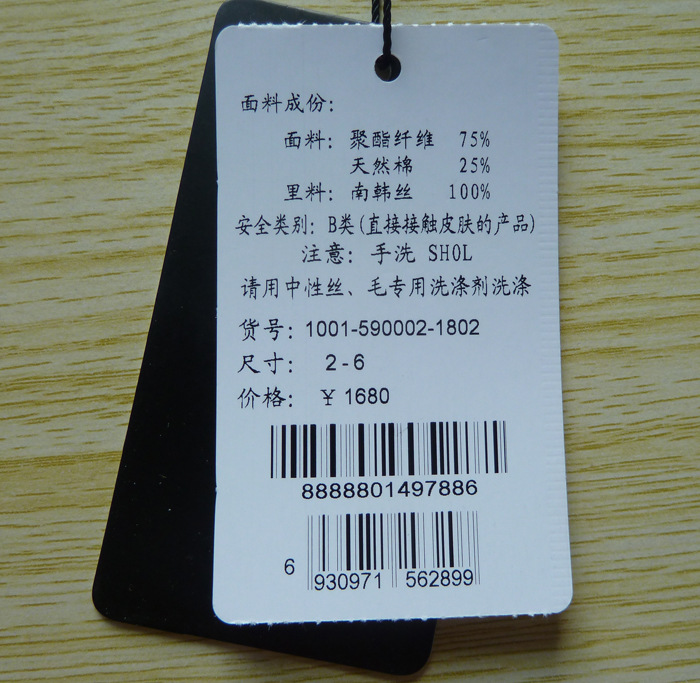 面料成份:
面料: 聚酯纤维 75%
天然棉 25%
里料: 南韩丝 100%
安全类别: B类(直接接触皮肤的产品)
注意: 手洗 SHOL
请用中性丝、毛专用洗涤剂洗涤
货号: 1001-590002-1802
尺寸: 2-6
价格: ¥1680
8888801497886
6 930971 562899